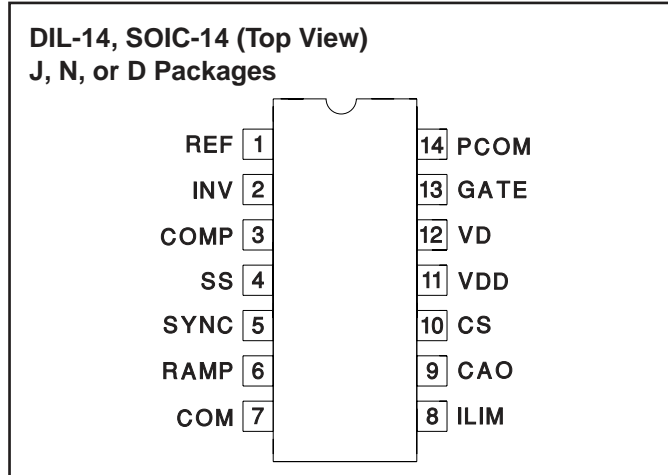 DIL-14, SOIC-14 (Top View)
J, N, or D Packages
REF 1 14 PCOM
INV 2 13 GATE
COMP 3 12 VD
SS 4 11 VDD
SYNC 5 10 CS
RAMP 6 9 CAO
COM 7 8 ILIM